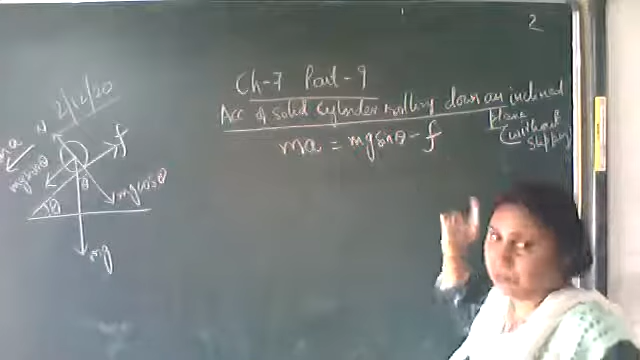 2
Ch-7 Part-9
Acc of solid cylinder rolling down an inclined
Plane
(without
slipping)
ma = mg sinθ - f
2/12/20
N
f
ma
mg sinθ
θ
mg cosθ
θ
mg